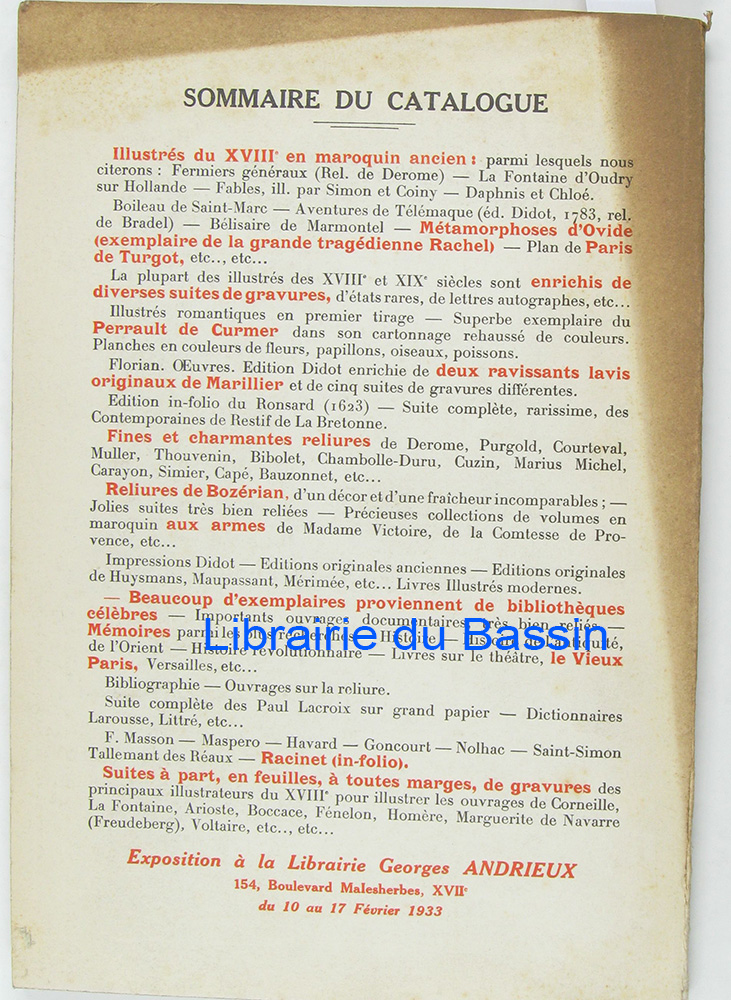 SOMMAIRE DU CATALOGUE
Illustrés du XVIIIe en maroquin ancien : parmi lesquels nous
citerons : Fermiers généraux (Rel. de Derome) — La Fontaine d'Oudry
sur Hollande — Fables, ill. par Simon et Coiny — Daphnis et Chloé.
Boileau de Saint-Marc — Aventures de Télémaque (éd. Didot, 1783, rel.
de Bradel) — Bélisaire de Marmontel — Métamorphoses d'Ovide
(exemplaire de la grande tragédienne Rachel) — Plan de Paris
de Turgot, etc.., etc...
La plupart des illustrés des XVIIIe et XIXe siècles sont enrichis de
diverses suites de gravures, d'états rares, de lettres autographes, etc...
Illustrés romantiques en premier tirage — Superbe exemplaire du
Perrault de Curmer dans son cartonnage rehaussé de couleurs.
Planches en couleurs de fleurs, papillons, oiseaux, poissons.
Florian. Œuvres. Edition Didot enrichie de deux ravissants lavis
originaux de Marillier et de cinq suites de gravures différentes.
Edition in-folio du Ronsard (1623) — Suite complète, rarissime, des
Contemporaines de Restif de La Bretonne.
Fines et charmantes reliures de Derome, Purgold, Courteval,
Muller, Thouvenin, Bibolet, Chambolle-Duru, Cuzin, Marius Michel,
Carayon, Simier, Capé, Bauzonnet, etc...
Reliures de Bozérian, d'un décor et d'une fraîcheur incomparables ; —
Jolies suites très bien reliées — Précieuses collections de volumes en
maroquin aux armes de Madame Victoire, de la Comtesse de Pro-
vence, etc...
Impressions Didot — Editions originales anciennes — Editions originales
de Huysmans, Maupassant, Mérimée, etc... Livres Illustrés modernes.
— Beaucoup d'exemplaires proviennent de bibliothèques
célèbres — Importants ouvrages documentaires très bien reliés —
Mémoires parmi les plus recherchés — Histoire — de l'antiquité,
Librairie du Bassin
de l'Orient — Histoire révolutionnaire — Livres sur le théâtre, le Vieux
Paris, Versailles, etc...
Bibliographie — Ouvrages sur la reliure.
Suite complète des Paul Lacroix sur grand papier — Dictionnaires
Larousse, Littré, etc...
F. Masson — Maspero — Havard — Goncourt — Nolhac — Saint-Simon
Tallemant des Réaux — Racinet (in-folio).
Suites à part, en feuilles, à toutes marges, de gravures des
principaux illustrateurs du XVIIIe pour illustrer les ouvrages de Corneille,
La Fontaine, Arioste, Boccace, Fénelon, Homère, Marguerite de Navarre
(Freudeberg), Voltaire, etc.., etc...
Exposition à la Librairie Georges ANDRIEUX
154, Boulevard Malesherbes, XVIIe
du 10 au 17 Février 1933